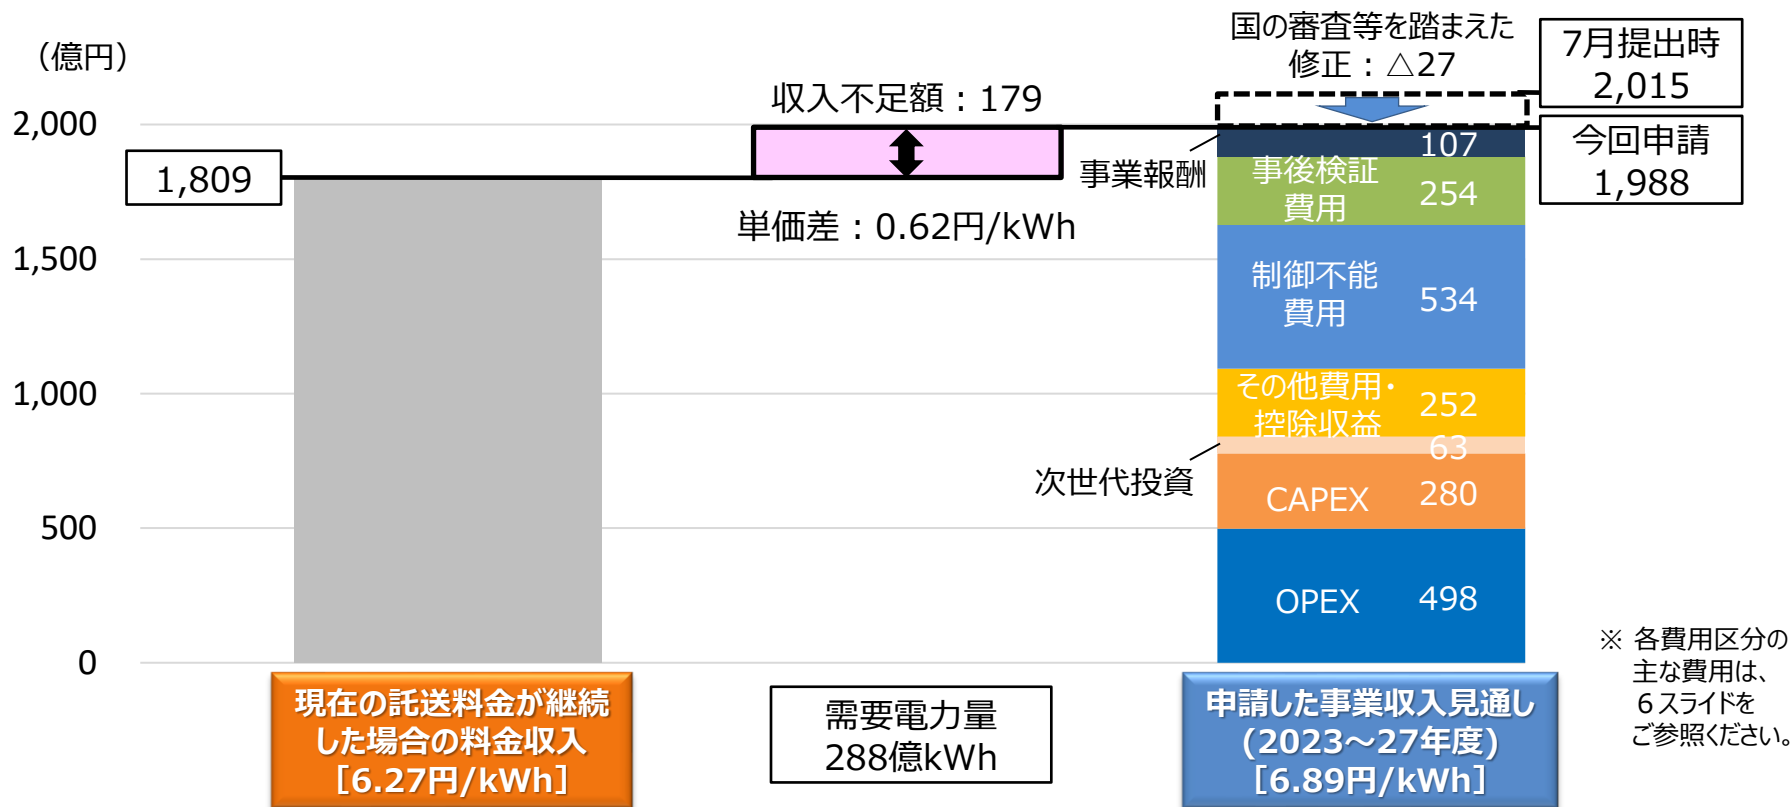 （億円）
2,000
1,500
1,000
500
0
1,809
収入不足額：179
単価差：0.62円/kWh
国の審査等を踏まえた
修正：△27
7月提出時
2,015
今回申請
1,988
事業報酬
107
事後検証
費用
254
制御不能
費用
534
その他費用・
控除収益
252
63
次世代投資
CAPEX
280
OPEX
498
現在の託送料金が継続
した場合の料金収入
［6.27円/kWh］
需要電力量
288億kWh
申請した事業収入見通し
(2023～27年度)
［6.89円/kWh］
※ 各費用区分の
主な費用は、
６スライドを
ご参照ください。